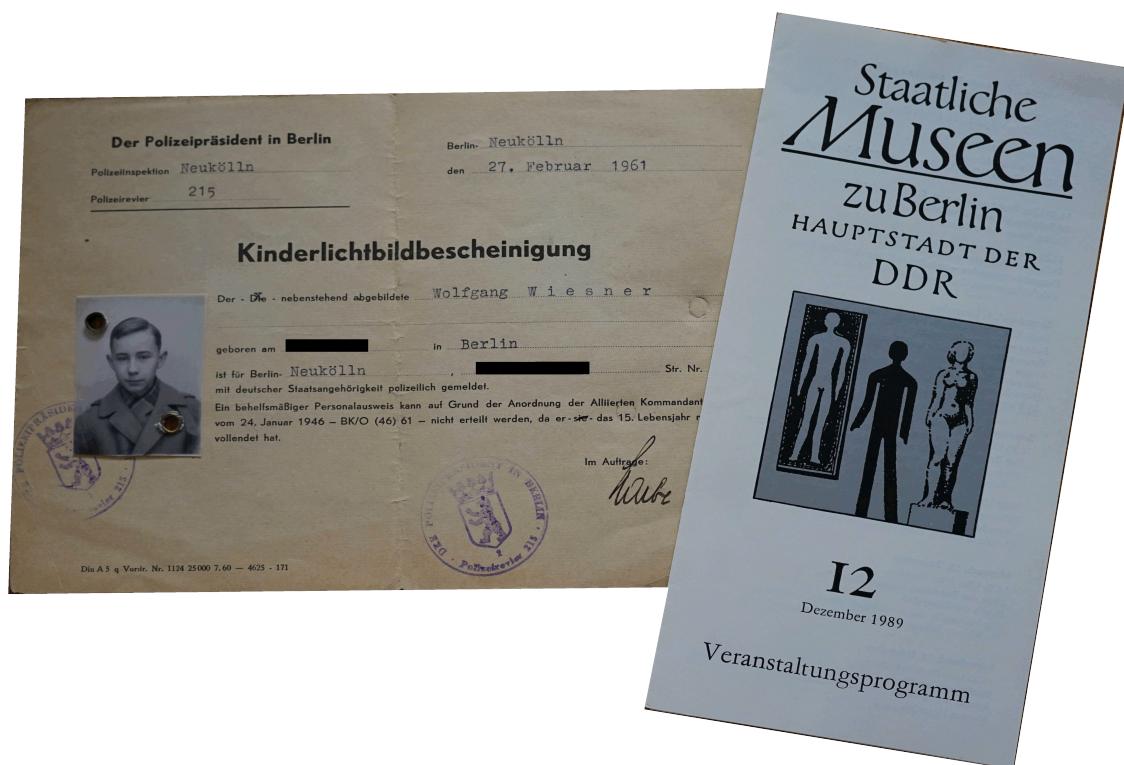 Der Polizeipräsident in Berlin
Polizeiinspektion Neukölln
Polizeirevier 215
Berlin- Neukölln
den 27. Februar 1961
Kinderlichtbildbescheinigung
Der - Die - nebenstehend abgebildete Wolfgang Wiesner
geboren am in Berlin
ist für Berlin- Neukölln , Str. Nr.
mit deutscher Staatsangehörigkeit polizeilich gemeldet.
Ein behelfsmäßiger Personalausweis kann auf Grund der Anordnung der Alliierten
vom 24. Januar 1946 – BK/O (46) 61 – nicht erteilt werden, da er - sie - das 15. Lebensjahr
vollendet hat.
Im Auftrage:
DER POLIZEIPRÄSIDENT IN BERLIN
Polizeirevier 215
Din A 5 q Vordr. Nr. 1124 25000 7. 60 — 4625 - 171
Staatliche
Museen
zu Berlin
HAUPTSTADT DER
DDR
12
Dezember 1989
Veranstaltungsprogramm